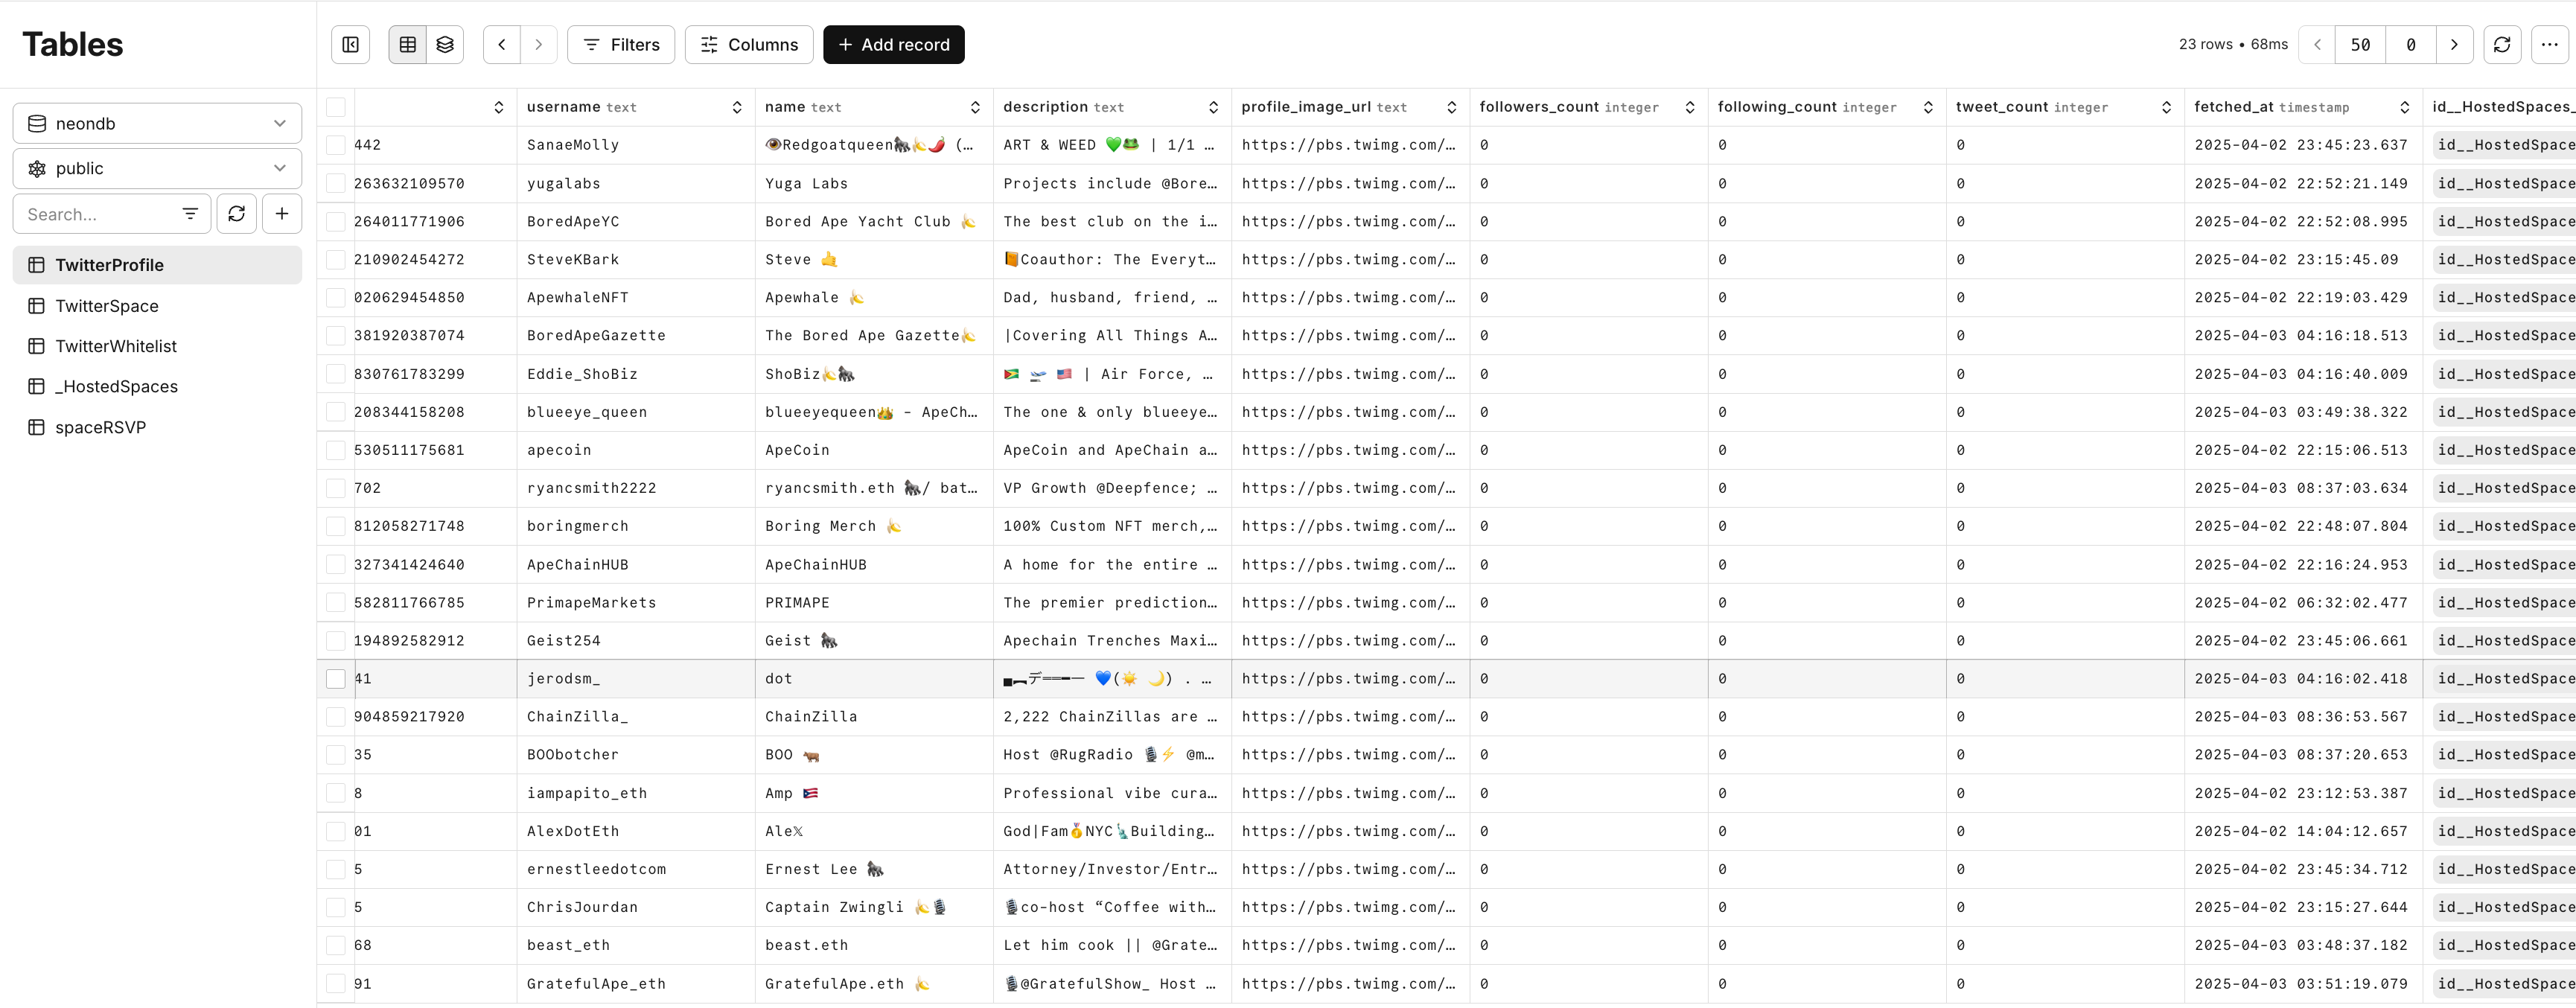 Tables
Filters Columns + Add record 23 rows • 68ms 50 0
neondb
public
Search...
TwitterProfile
TwitterSpace
TwitterWhitelist
_HostedSpaces
spaceRSVP
username text name text description text profile_image_url text followers_count integer following_count integer tweet_count integer fetched_at timestamp id__HostedSpaces_
442 SanaeMolly 👁️Redgoatqueen🦍🍌🌶️ (… ART & WEED 💚🐸 | 1/1 … https://pbs.twimg.com/… 0 0 0 2025-04-02 23:45:23.637 id__HostedSpace
263632109570 yugalabs Yuga Labs Projects include @Bore… https://pbs.twimg.com/… 0 0 0 2025-04-02 22:52:21.149 id__HostedSpace
264011771906 BoredApeYC Bored Ape Yacht Club 🍌 The best club on the i… https://pbs.twimg.com/… 0 0 0 2025-04-02 22:52:08.995 id__HostedSpace
210902454272 SteveKBark Steve 🤙 📙Coauthor: The Everyt… https://pbs.twimg.com/… 0 0 0 2025-04-02 23:15:45.09 id__HostedSpace
020629454850 ApewhaleNFT Apewhale 🍌 Dad, husband, friend, … https://pbs.twimg.com/… 0 0 0 2025-04-02 22:19:03.429 id__HostedSpace
381920387074 BoredApeGazette The Bored Ape Gazette🍌 |Covering All Things A… https://pbs.twimg.com/… 0 0 0 2025-04-03 04:16:18.513 id__HostedSpace
830761783299 Eddie_ShoBiz ShoBiz🍌🦍 🇬🇾 🛫 🇺🇸 | Air Force, … https://pbs.twimg.com/… 0 0 0 2025-04-03 04:16:40.009 id__HostedSpace
208344158208 blueeye_queen blueeyequeen👑 - ApeCh… The one & only blueeye… https://pbs.twimg.com/… 0 0 0 2025-04-03 03:49:38.322 id__HostedSpace
530511175681 apecoin ApeCoin ApeCoin and ApeChain a… https://pbs.twimg.com/… 0 0 0 2025-04-02 22:15:06.513 id__HostedSpace
702 ryancsmith2222 ryancsmith.eth 🦍/ bat… VP Growth @Deepfence; … https://pbs.twimg.com/… 0 0 0 2025-04-03 08:37:03.634 id__HostedSpace
812058271748 boringmerch Boring Merch 🍌 100% Custom NFT merch,… https://pbs.twimg.com/… 0 0 0 2025-04-02 22:48:07.804 id__HostedSpace
327341424640 ApeChainHUB ApeChainHUB A home for the entire … https://pbs.twimg.com/… 0 0 0 2025-04-02 22:16:24.953 id__HostedSpace
582811766785 PrimapeMarkets PRIMAPE The premier prediction… https://pbs.twimg.com/… 0 0 0 2025-04-02 06:32:02.477 id__HostedSpace
194892582912 Geist254 Geist 🦍 Apechain Trenches Maxi… https://pbs.twimg.com/… 0 0 0 2025-04-02 23:45:06.661 id__HostedSpace
41 jerodsm_ dot ▄︻デ══━一 💙(☀️ 🌙) . … https://pbs.twimg.com/… 0 0 0 2025-04-03 04:16:02.418 id__HostedSpace
904859217920 ChainZilla_ ChainZilla 2,222 ChainZillas are … https://pbs.twimg.com/… 0 0 0 2025-04-03 08:36:53.567 id__HostedSpace
35 BOObotcher BOO 🐂 Host @RugRadio 🎙️⚡ @m… https://pbs.twimg.com/… 0 0 0 2025-04-03 08:37:20.653 id__HostedSpace
8 iampapito_eth Amp 🇵🇷 Professional vibe cura… https://pbs.twimg.com/… 0 0 0 2025-04-02 23:12:53.387 id__HostedSpace
01 AlexDotEth Ale𝕏 God|Fam🥇NYC🗽Building… https://pbs.twimg.com/… 0 0 0 2025-04-02 14:04:12.657 id__HostedSpace
5 ernestleedotcom Ernest Lee 🦍 Attorney/Investor/Entr… https://pbs.twimg.com/… 0 0 0 2025-04-02 23:45:34.712 id__HostedSpace
5 ChrisJourdan Captain Zwingli 🍌🎙️ 🎙️co-host “Coffee with… https://pbs.twimg.com/… 0 0 0 2025-04-02 23:15:27.644 id__HostedSpace
68 beast_eth beast.eth Let him cook || @Grate… https://pbs.twimg.com/… 0 0 0 2025-04-03 03:48:37.182 id__HostedSpace
91 GratefulApe_eth GratefulApe.eth 🍌 🎙️@GratefulShow_ Host … https://pbs.twimg.com/… 0 0 0 2025-04-03 03:51:19.079 id__HostedSpace